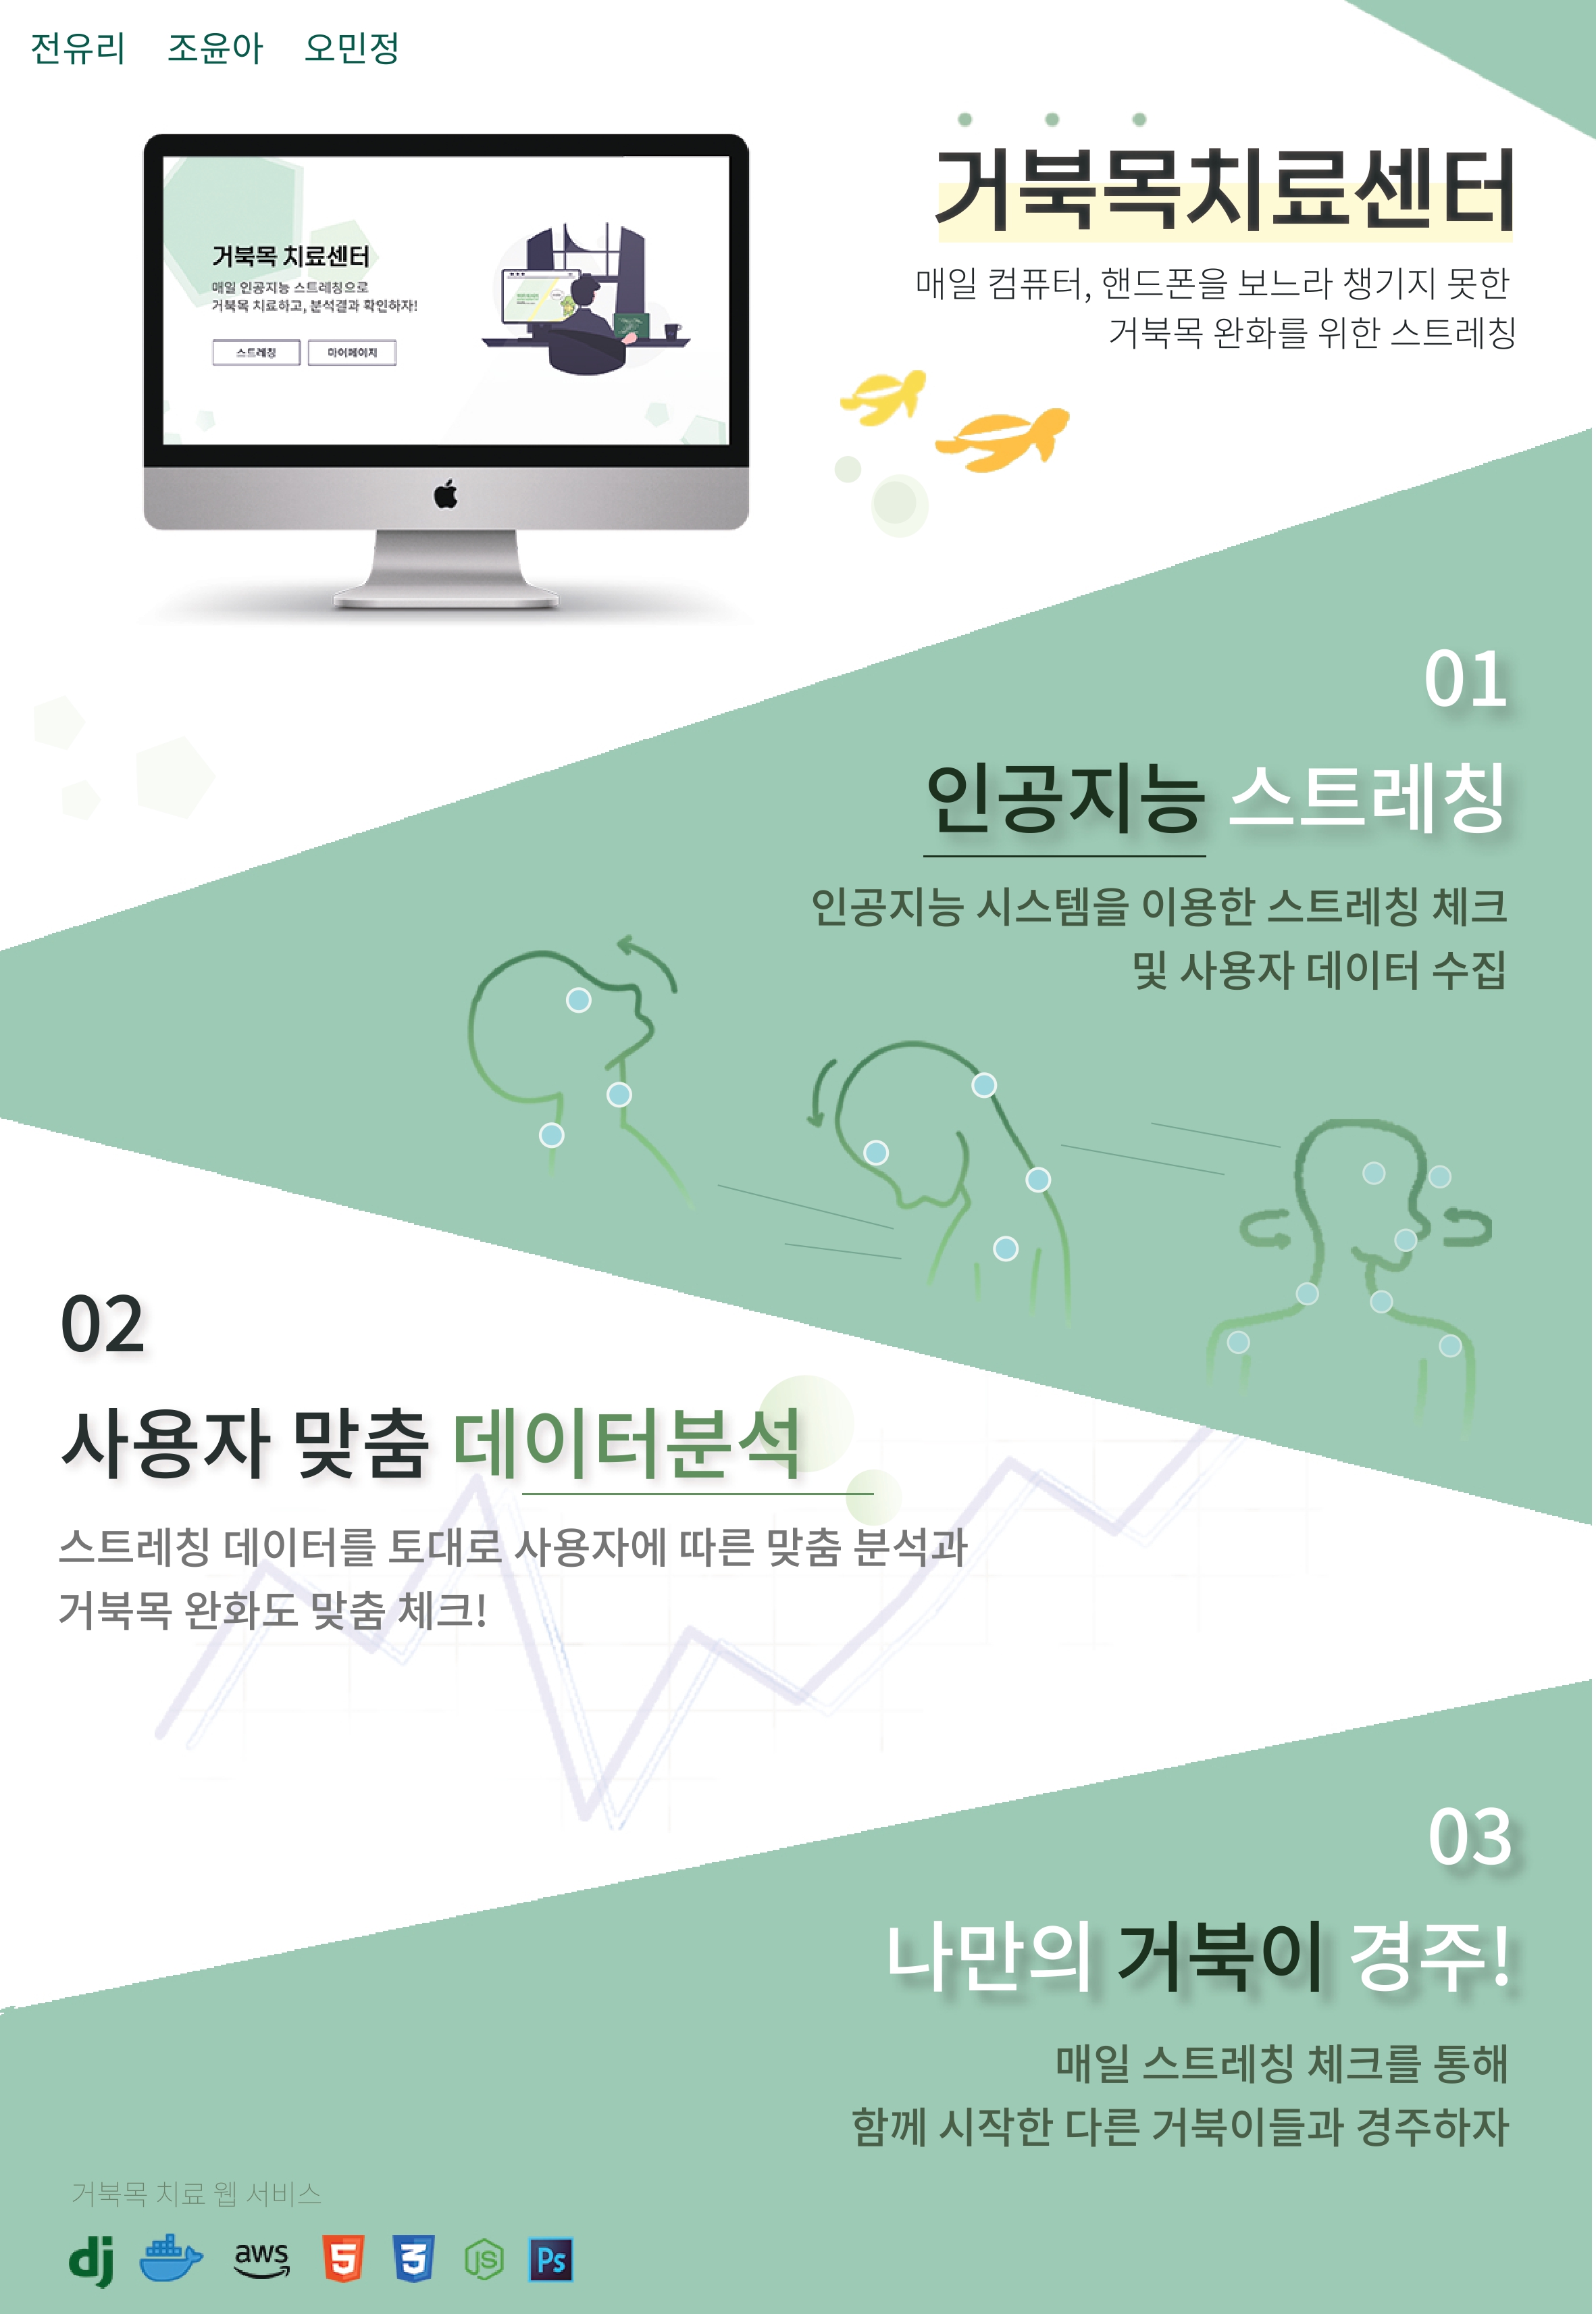 전유리 조윤아 오민정
거북목 치료센터
매일 인공지능 스트레칭으로
거북목 치료하고, 분석결과 확인하자!
스트레칭 마이페이지
거북목치료센터
매일 컴퓨터, 핸드폰을 보느라 챙기지 못한
거북목 완화를 위한 스트레칭
01
인공지능 스트레칭
인공지능 시스템을 이용한 스트레칭 체크
및 사용자 데이터 수집
02
사용자 맞춤 데이터분석
스트레칭 데이터를 토대로 사용자에 따른 맞춤 분석과
거북목 완화도 맞춤 체크!
03
나만의 거북이 경주!
매일 스트레칭 체크를 통해
함께 시작한 다른 거북이들과 경주하자
거북목 치료 웹 서비스
dj aws 5 3 JS Ps